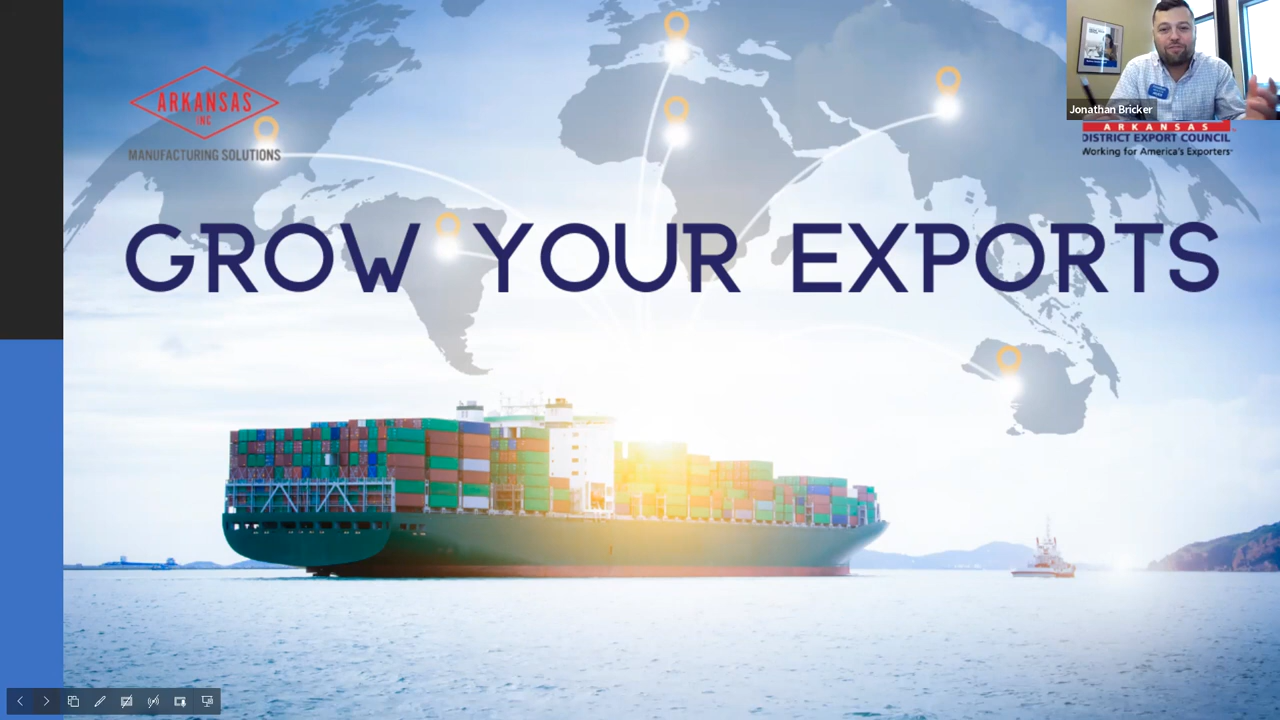 ARKANSAS
INC
MANUFACTURING SOLUTIONS
Jonathan Bricker
ARKANSAS
DISTRICT EXPORT COUNCIL
Working for America's Exporters
GROW YOUR EXPORTS